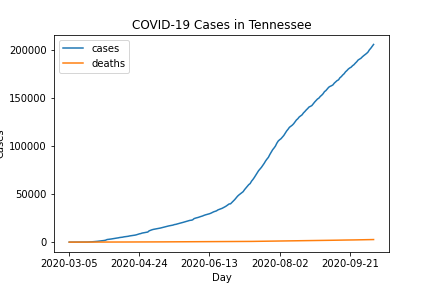 COVID-19 Cases in Tennessee
cases
deaths
200000
150000
100000
50000
0
cases
2020-03-05 2020-04-24 2020-06-13 2020-08-02 2020-09-21
Day